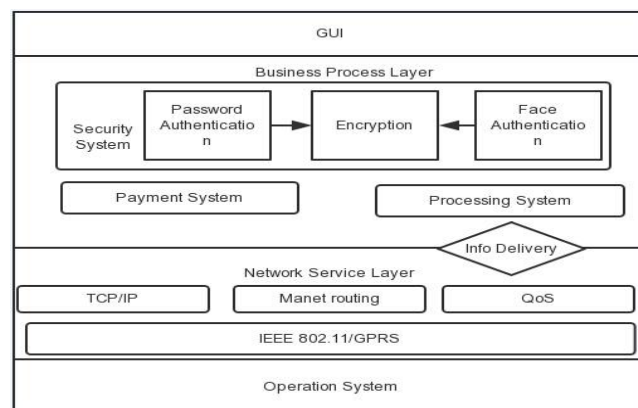 GUI
Business Process Layer
Security
System
Password
Authenticatio
n
Encryption
Face
Authenticatio
n
Payment System
Processing System
Info Delivery
Network Service Layer
TCP/IP
Manet routing
QoS
IEEE 802.11/GPRS
Operation System